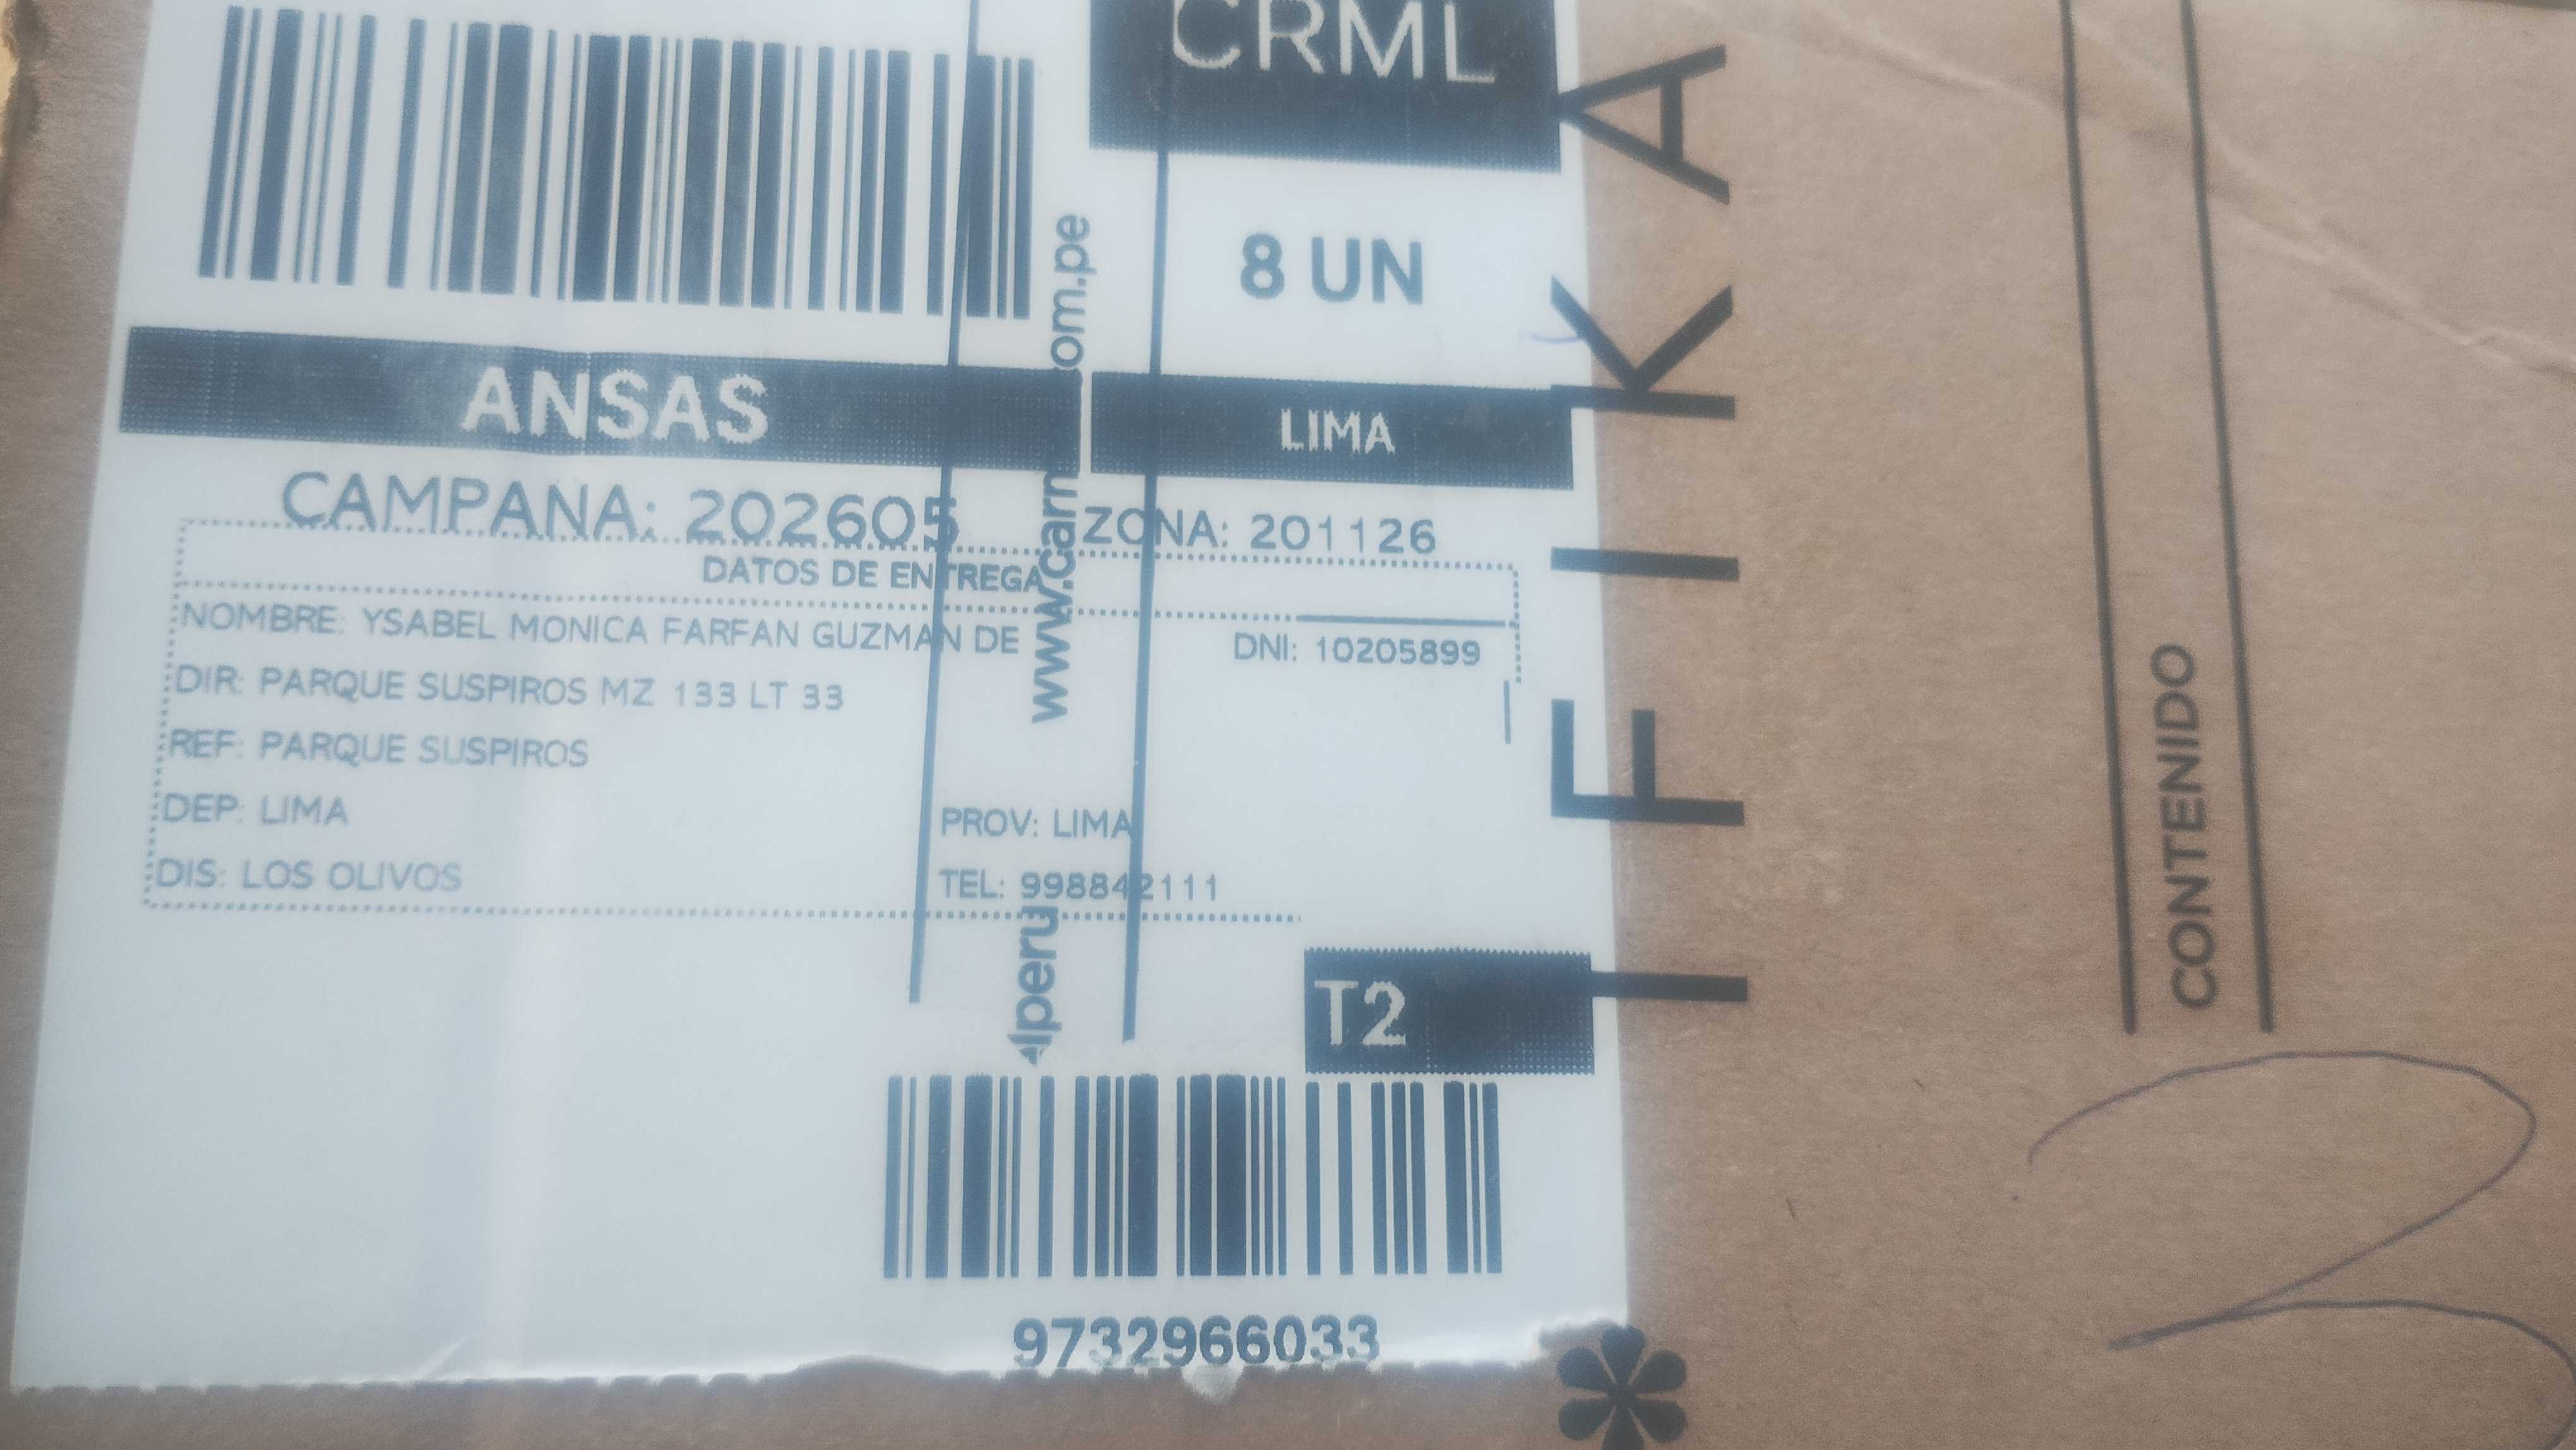 CRML
8 UN
ANSAS
LIMA
CAMPANA: 202605
ZONA: 201126
DATOS DE ENTREGA
NOMBRE: YSABEL MONICA FARFAN GUZMAN DE
DNI: 10205899
DIR: PARQUE SUSPIROS MZ 133 LT 33
REF: PARQUE SUSPIROS
DEP: LIMA
PROV: LIMA
DIS: LOS OLIVOS
TEL: 998842111
T2
9732966033
CONTENIDO